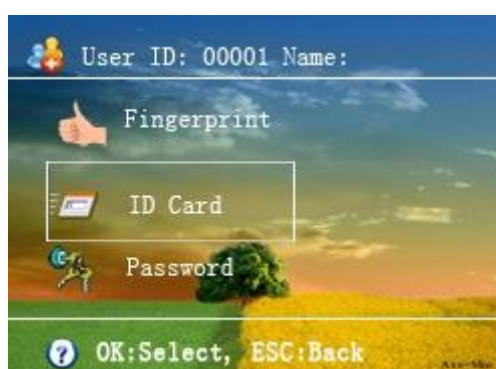 User ID: 00001 Name:
Fingerprint
ID Card
Password
OK:Select, ESC:Back